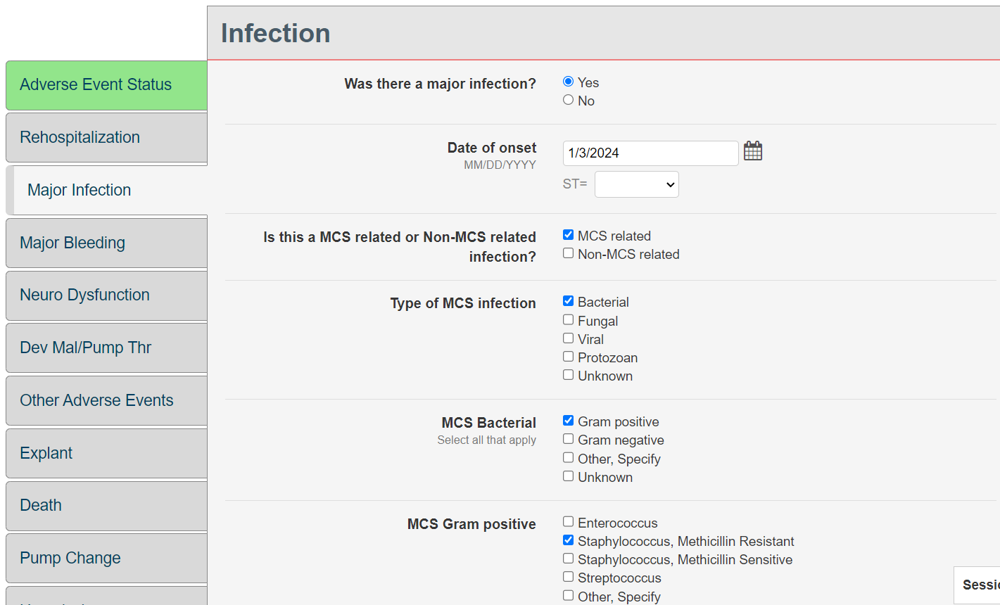 Infection
Adverse Event Status
Rehospitalization
Major Infection
Major Bleeding
Neuro Dysfunction
Dev Mal/Pump Thr
Other Adverse Events
Explant
Death
Pump Change
Was there a major infection?
Yes
No
Date of onset
MM/DD/YYYY
1/3/2024
ST=
Is this a MCS related or Non-MCS related
infection?
MCS related
Non-MCS related
Type of MCS infection
Bacterial
Fungal
Viral
Protozoan
Unknown
MCS Bacterial
Select all that apply
Gram positive
Gram negative
Other, Specify
Unknown
MCS Gram positive
Enterococcus
Staphylococcus, Methicillin Resistant
Staphylococcus, Methicillin Sensitive
Streptococcus
Other, Specify